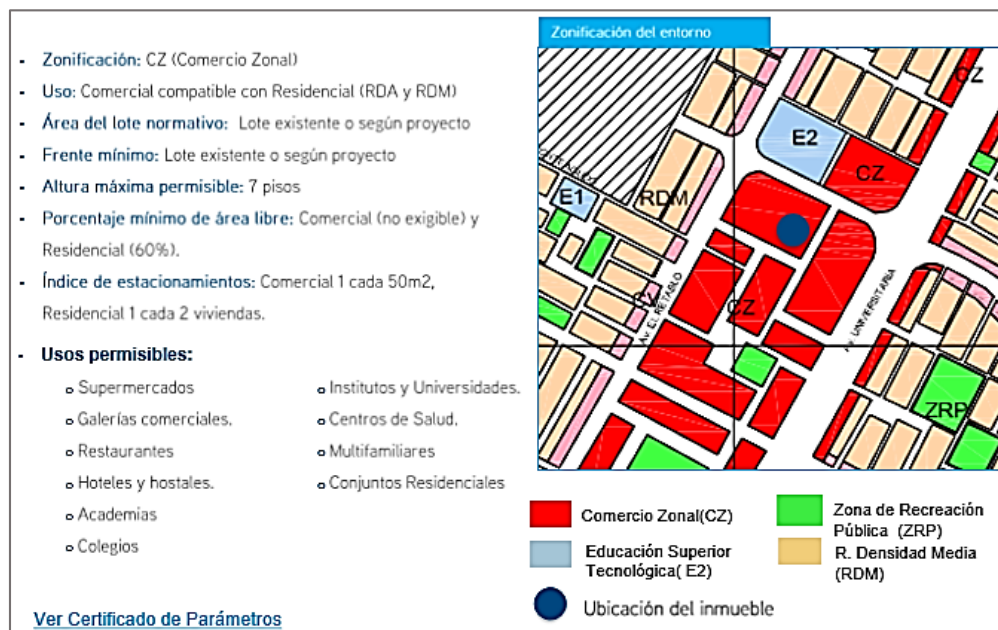 - Zonificación: CZ (Comercio Zonal)
- Uso: Comercial compatible con Residencial (RDA y RDM)
- Área del lote normativo: Lote existente o según proyecto
- Frente mínimo: Lote existente o según proyecto
- Altura máxima permisible: 7 pisos
- Porcentaje mínimo de área libre: Comercial (no exigible) y
Residencial (60%).
- Índice de estacionamientos: Comercial 1 cada 50m2,
Residencial 1 cada 2 viviendas.
- Usos permisibles:
o Supermercados
o Galerías comerciales.
o Restaurantes
o Hoteles y hostales.
o Academias
o Colegios
o Institutos y Universidades.
o Centros de Salud.
o Multifamiliares
o Conjuntos Residenciales
Ver Certificado de Parámetros
Zonificación del entorno
CZ
E2
CZ
E1
RDM
CV
CZ
AV. EL RETABLO
AV. UNIVERSITARIA
ZRP
Comercio Zonal(CZ)
Zona de Recreación
Pública (ZRP)
Educación Superior
Tecnológica( E2)
R. Densidad Media
(RDM)
Ubicación del inmueble